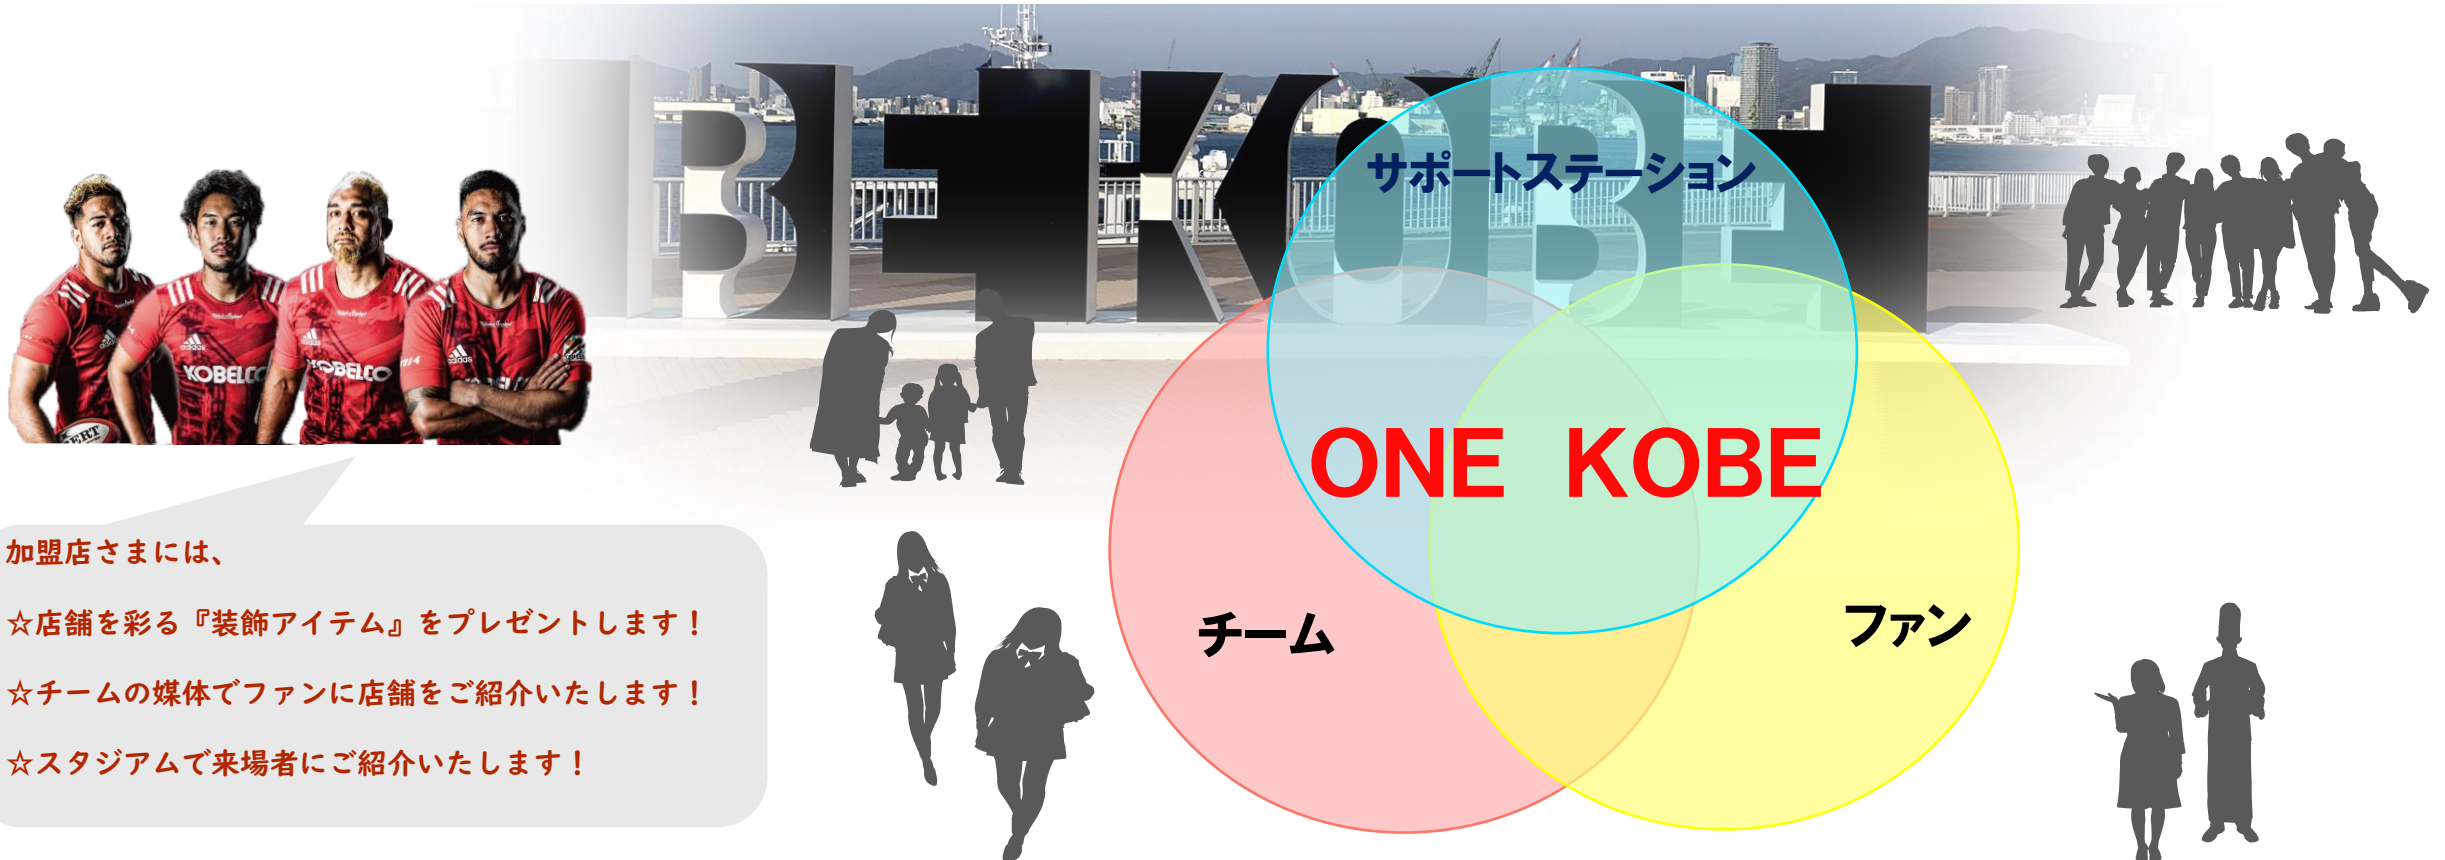 BE KOBE
サポートステーション
adidas
adidas
adidas
KOBELCO
KOBELCO
ONE KOBE
加盟店さまには、
☆店舗を彩る『装飾アイテム』をプレゼントします！
☆チームの媒体でファンに店舗をご紹介いたします！
☆スタジアムで来場者にご紹介いたします！
チーム
ファン